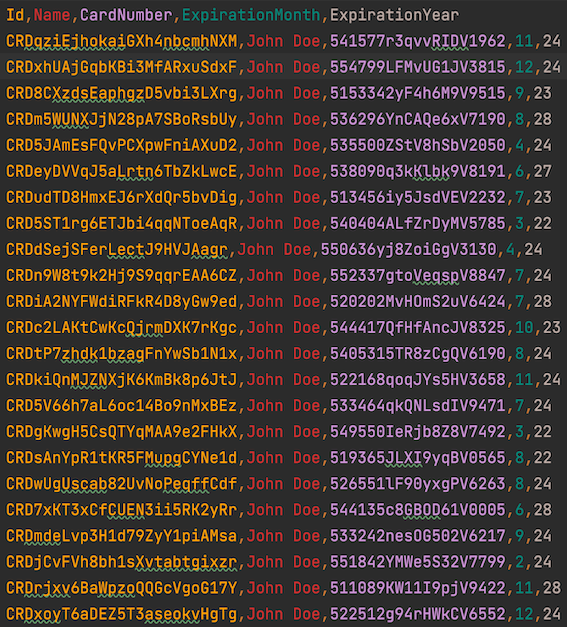 Id,Name,CardNumber,ExpirationMonth,ExpirationYear
CRDqziEjhokaiGXh4nbcmhNXM,John Doe,541577r3qvvRIDV1962,11,24
CRDxhUAjGqbKBi3MfARxuSdxF,John Doe,554799LFMvUG1JV3815,12,24
CRD8CXzdsEaphgzD5vbi3LXrg,John Doe,5153342yF4h6M9V9515,9,23
CRDm5WUNXJjN28pA7SBoRsbUy,John Doe,536296YnCAQe6xV7190,8,28
CRD5JAmEsFQvPCXpwFniAXuD2,John Doe,535500ZStV8hSbV2050,4,24
CRDeyDVVqJ5aLrtn6TbZkLwcE,John Doe,538090q3kKlbk9V8191,6,27
CRDudTD8HmxEJ6rXdQr5bvDig,John Doe,513456iy5JsdVEV2232,7,23
CRD5ST1rg6ETJbi4qqNToeAqR,John Doe,540404ALfZrDyMV5785,3,22
CRDdSejSFerLectJ9HVJAagr,John Doe,550636yj8ZoiGgV3130,4,24
CRDn9W8t9k2Hj9S9qqrEAA6CZ,John Doe,552337gtoVeqspV8847,7,24
CRDiA2NYFWdiRFkR4D8yGw9ed,John Doe,520202MvHOmS2uV6424,7,28
CRDc2LAKtCwKcQjrmDXK7rKgc,John Doe,544417QfHfAncJV8325,10,23
CRDtP7zhdk1bzagFnYwSb1N1x,John Doe,5405315TR8zCgQV6190,8,24
CRDkiQnMJZNXjK6KmBk8p6JtJ,John Doe,522168qoqJYs5HV3658,11,24
CRD5V66h7aL6oc14Bo9nMxBEz,John Doe,533464qkQNLsdIV9471,7,24
CRDgKwgH5CsQTYqMAA9e2FHkX,John Doe,549550IeRjb8Z8V7492,3,22
CRDsAnYpR1tKR5FMupgCYNe1d,John Doe,519365JLXI9yqBV0565,8,22
CRDwUgUscab82UvNoPeqffCdf,John Doe,526551lF90yxgPV6263,8,24
CRD7xKT3xCfCUEN3ii5RK2yRr,John Doe,544135c8GBOD61V0005,6,28
CRDmdeLvp3H1d79ZyY1piAMsa,John Doe,533242nesOG502V6217,9,24
CRDjCvFVh8bh1sXvtabtgixzr,John Doe,551842YMWe5S32V7799,2,24
CRDrjxv6BaWpzoQQGcVgoG17Y,John Doe,511089KW11I9pjV9422,11,28
CRDxoyT6aDEZ5T3aseokvHgTg,John Doe,522512g94rHWkCV6552,12,24